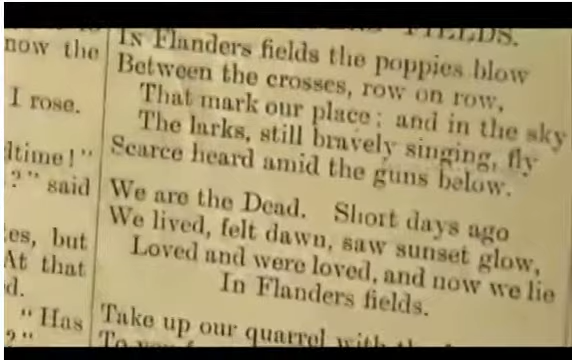 now the
I rose.
dtime!"
?" said
es, but
At that
d.
"Has
?"
FIELDS.
In Flanders fields the poppies blow
Between the crosses, row on row,
That mark our place; and in the sky
The larks, still bravely singing, fly
Scarce heard amid the guns below.
We are the Dead. Short days ago
We lived, felt dawn, saw sunset glow,
Loved and were loved, and now we lie
In Flanders fields.
Take up our quarrel with
To